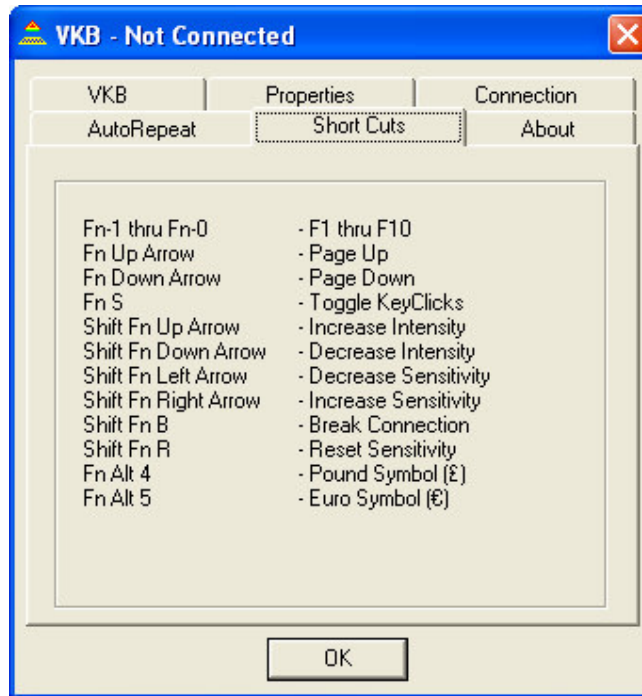 VKB - Not Connected
VKB Properties Connection
AutoRepeat Short Cuts About
Fn-1 thru Fn-0 - F1 thru F10
Fn Up Arrow - Page Up
Fn Down Arrow - Page Down
Fn S - Toggle KeyClicks
Shift Fn Up Arrow - Increase Intensity
Shift Fn Down Arrow - Decrease Intensity
Shift Fn Left Arrow - Decrease Sensitivity
Shift Fn Right Arrow - Increase Sensitivity
Shift Fn B - Break Connection
Shift Fn R - Reset Sensitivity
Fn Alt 4 - Pound Symbol (£)
Fn Alt 5 - Euro Symbol (€)
OK